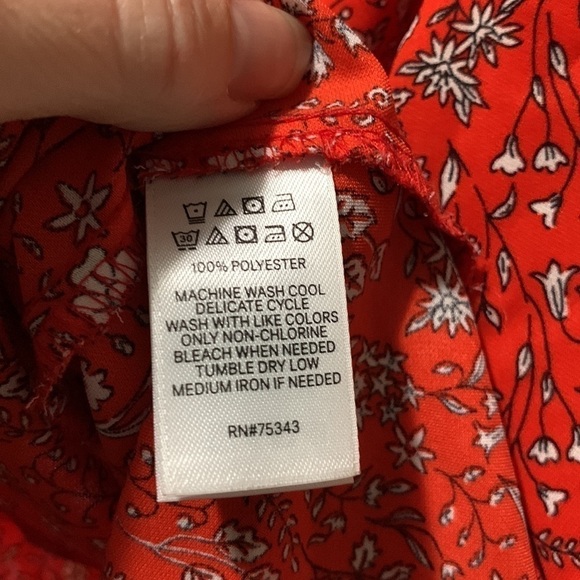 30
100% POLYESTER
MACHINE WASH COOL
DELICATE CYCLE
WASH WITH LIKE COLORS
ONLY NON-CHLORINE
BLEACH WHEN NEEDED
TUMBLE DRY LOW
MEDIUM IRON IF NEEDED
RN#75343